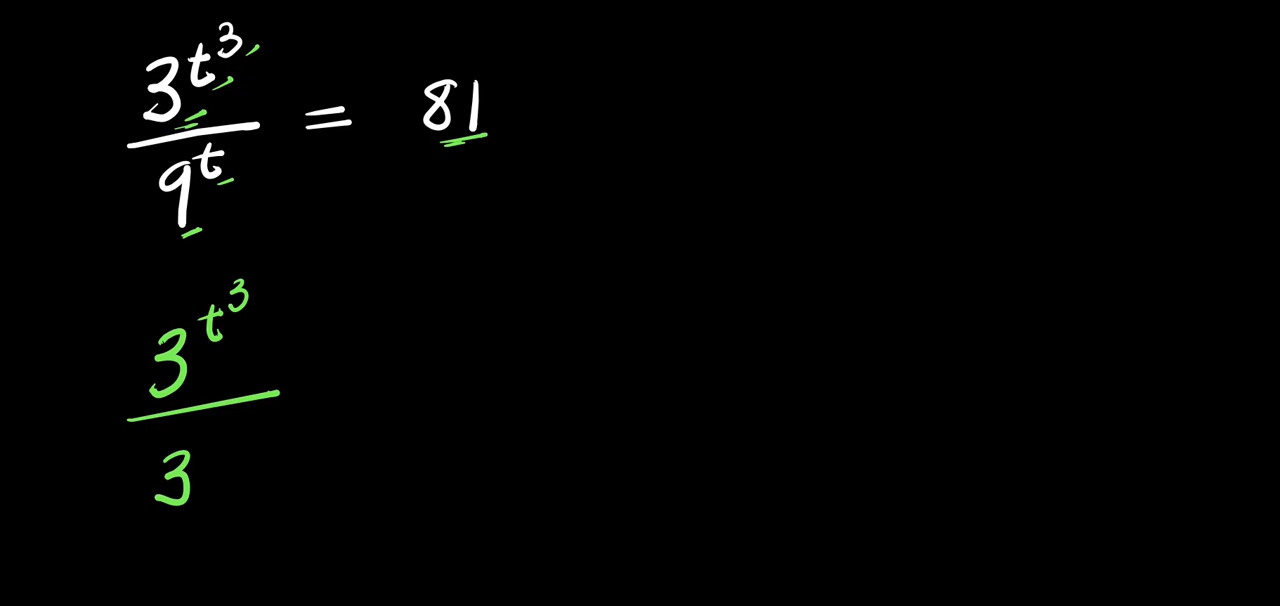 3^{t^3} / 9^t = 81
3^{t^3} / 3